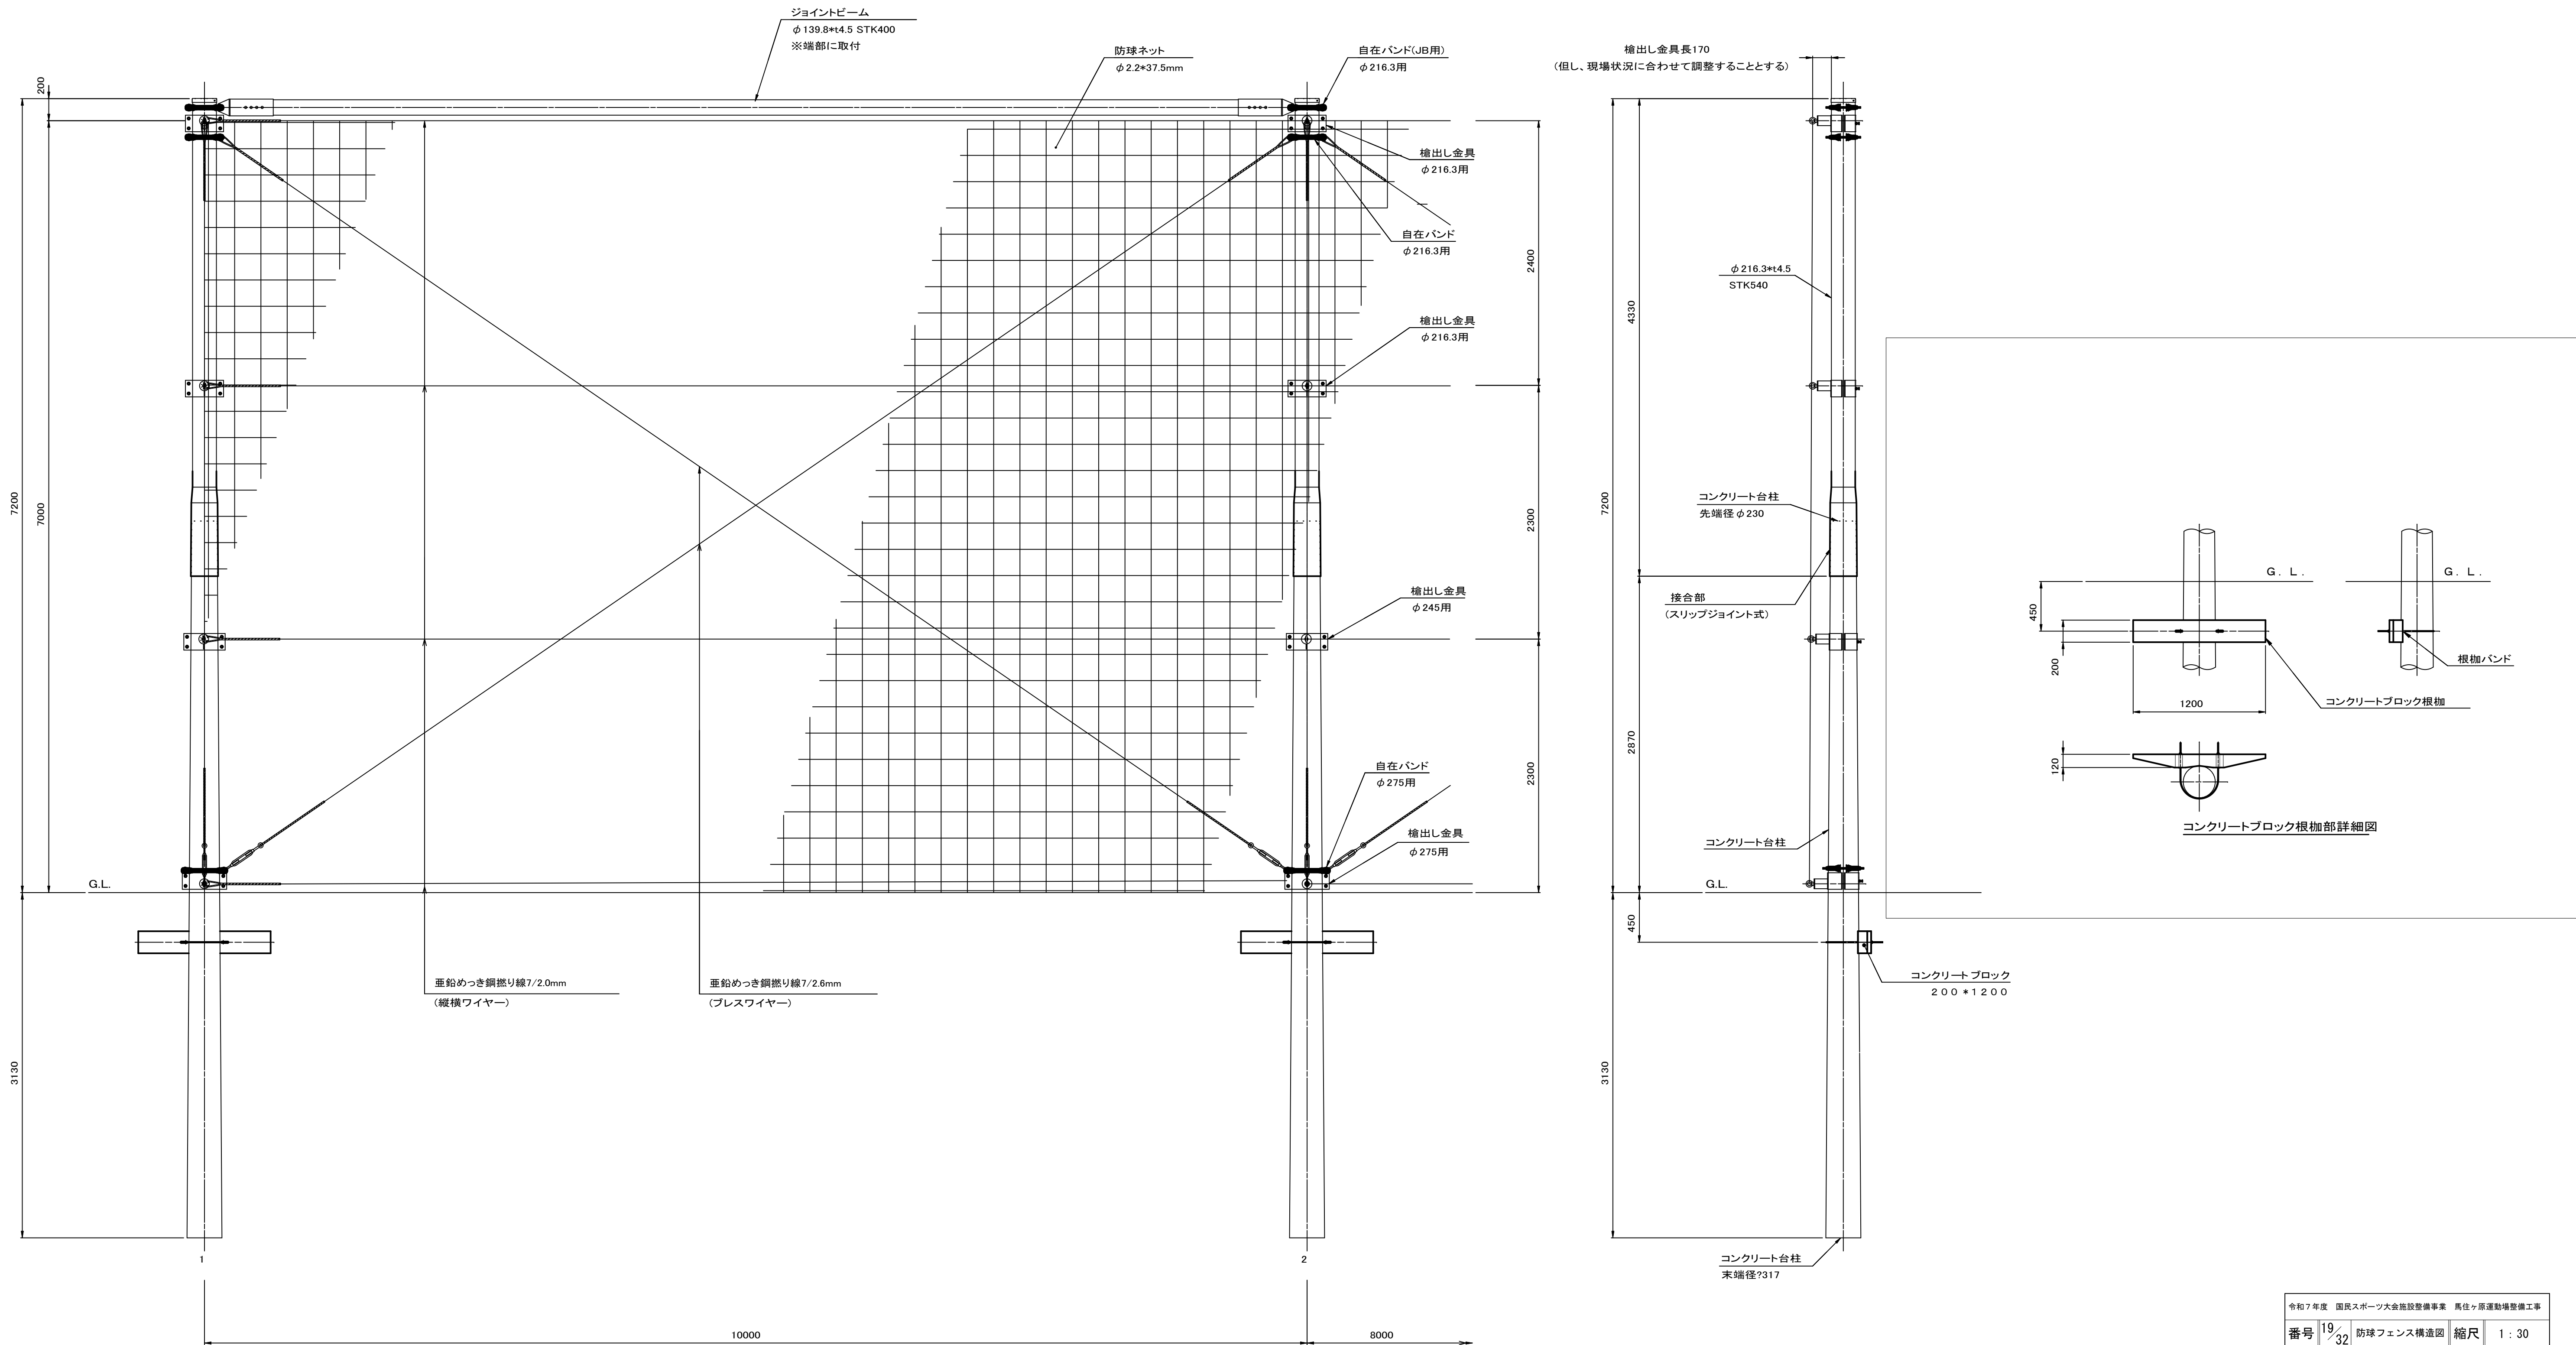 ジョイントビーム
φ139.8*t4.5 STK400
※端部に取付
防球ネット
φ2.2*37.5mm
自在バンド(JB用)
φ216.3用
槍出し金具
φ216.3用
自在バンド
φ216.3用
槍出し金具
φ216.3用
槍出し金具
φ245用
自在バンド
φ275用
槍出し金具
φ275用
200
7200
7000
3130
G.L.
2400
2300
2300
亜鉛めっき鋼撚り線7/2.0mm
(縦横ワイヤー)
亜鉛めっき鋼撚り線7/2.6mm
(ブレスワイヤー)
1
2
10000
8000
槍出し金具長170
(但し、現場状況に合わせて調整することとする)
7200
4330
2870
450
3130
φ216.3*t4.5
STK540
コンクリート台柱
先端径φ230
接合部
(スリップジョイント式)
コンクリート台柱
G.L.
コンクリートブロック
200*1200
コンクリート台柱
末端径?317
G. L.
G. L.
450
200
1200
120
根枷バンド
コンクリートブロック根枷
コンクリートブロック根枷部詳細図
令和7年度 国民スポーツ大会施設整備事業 馬住ヶ原運動場整備工事
番号 19/32 防球フェンス構造図 縮尺 1:30